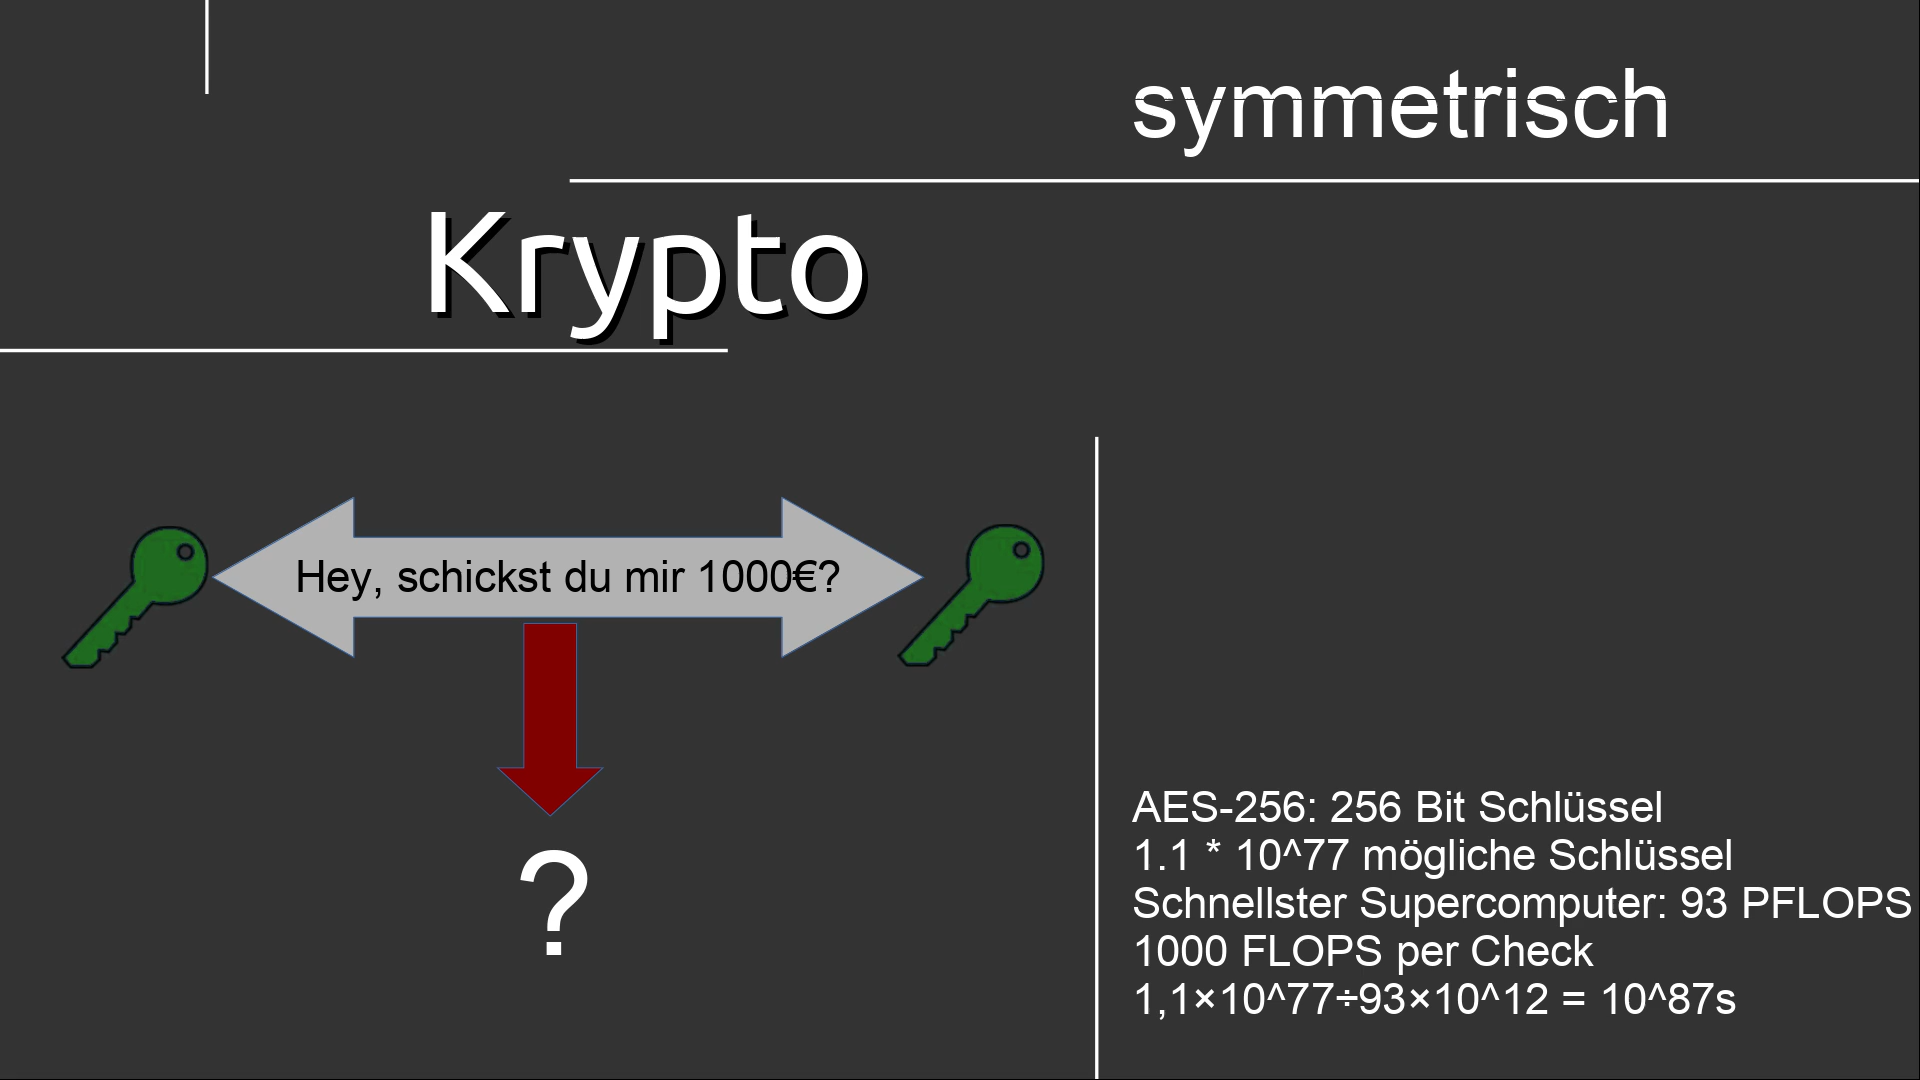 symmetrisch
Krypto
Hey, schickst du mir 1000€?
?
AES-256: 256 Bit Schlüssel
1.1 * 10^77 mögliche Schlüssel
Schnellster Supercomputer: 93 PFLOPS
1000 FLOPS per Check
1,1×10^77÷93×10^12 = 10^87s